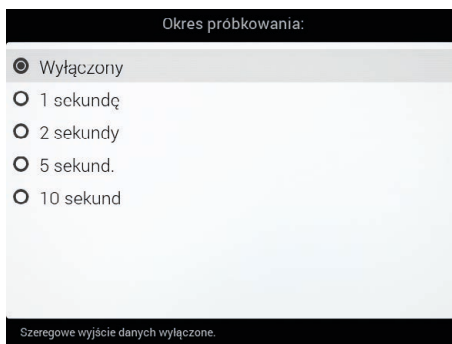 Okres próbkowania:
Wyłączony
1 sekundę
2 sekundy
5 sekund.
10 sekund
Szeregowe wyjście danych wyłączone.